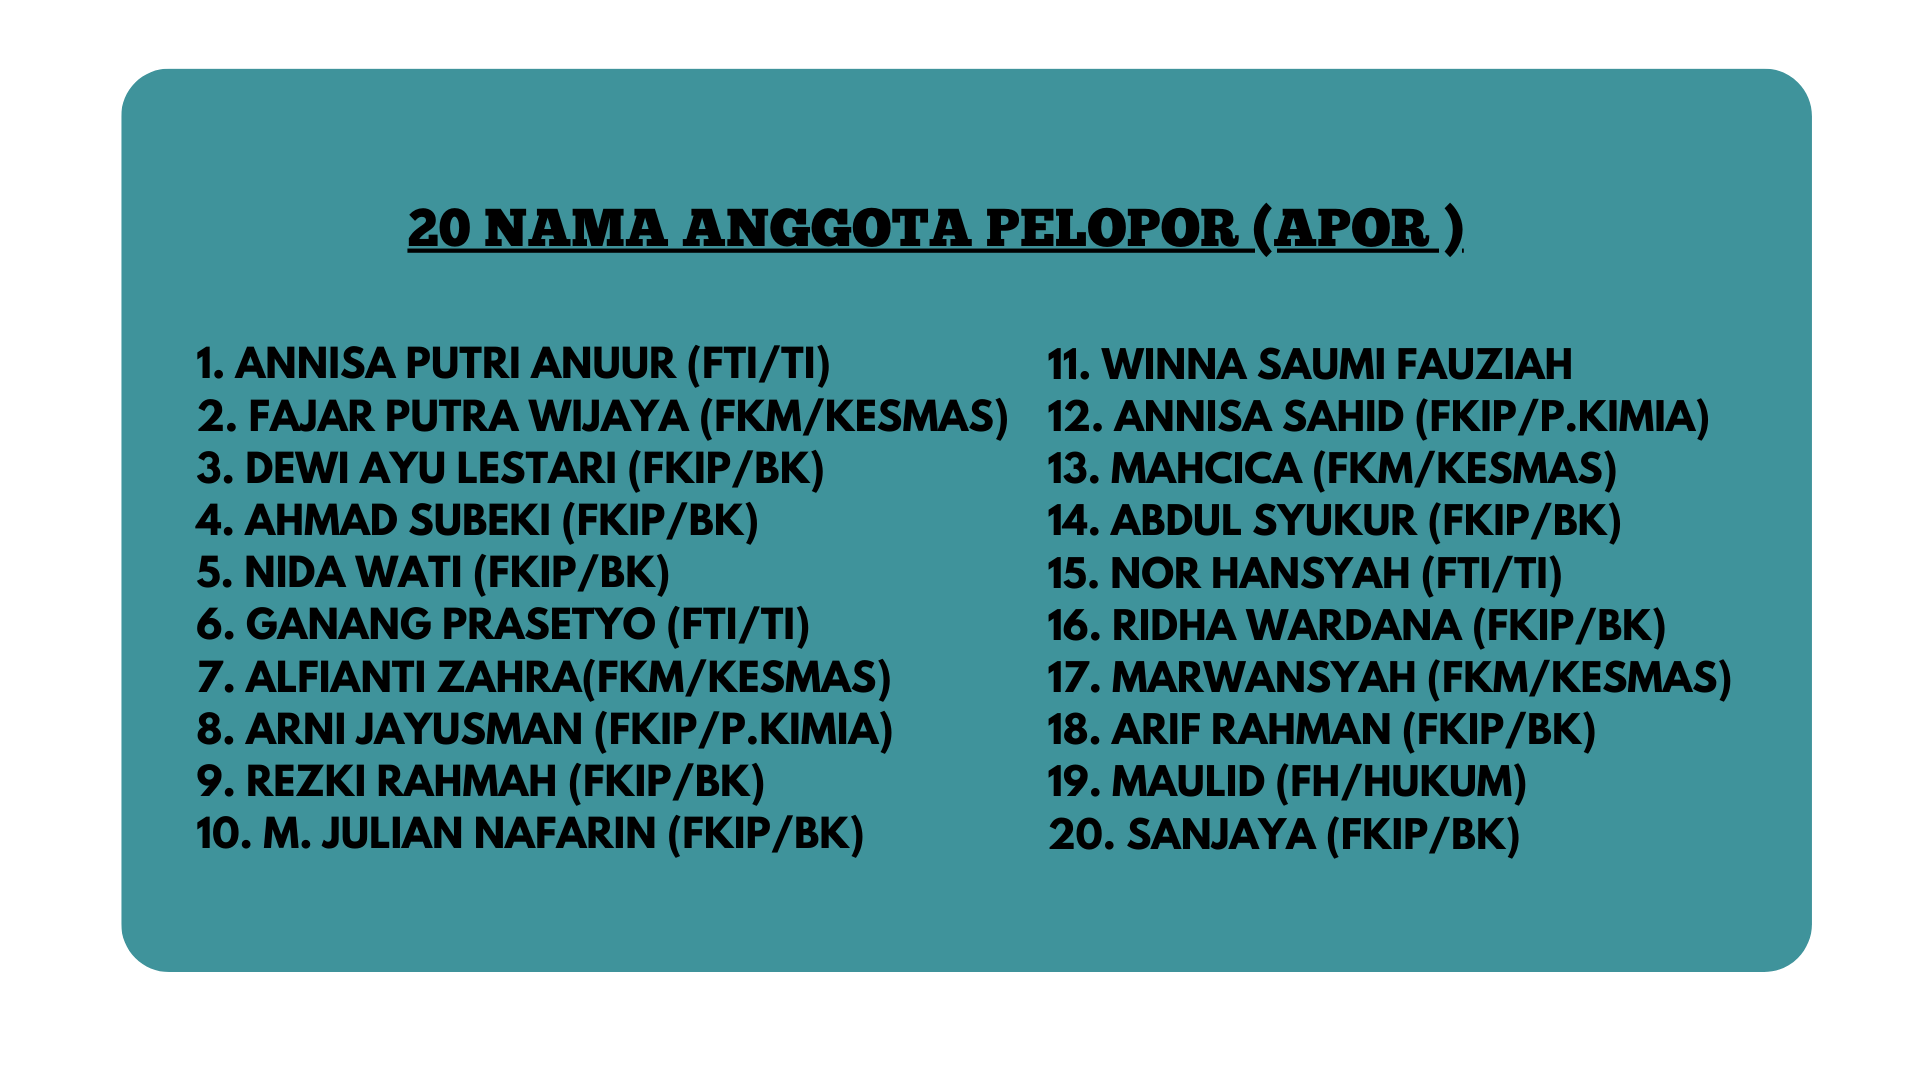 20 NAMA ANGGOTA PELOPOR (APOR )
1. ANNISA PUTRI ANUUR (FTI/TI)
2. FAJAR PUTRA WIJAYA (FKM/KESMAS)
3. DEWI AYU LESTARI (FKIP/BK)
4. AHMAD SUBEKI (FKIP/BK)
5. NIDA WATI (FKIP/BK)
6. GANANG PRASETYO (FTI/TI)
7. ALFIANTI ZAHRA(FKM/KESMAS)
8. ARNI JAYUSMAN (FKIP/P.KIMIA)
9. REZKI RAHMAH (FKIP/BK)
10. M. JULIAN NAFARIN (FKIP/BK)
11. WINNA SAUMI FAUZIAH
12. ANNISA SAHID (FKIP/P.KIMIA)
13. MAHCICA (FKM/KESMAS)
14. ABDUL SYUKUR (FKIP/BK)
15. NOR HANSYAH (FTI/TI)
16. RIDHA WARDANA (FKIP/BK)
17. MARWANSYAH (FKM/KESMAS)
18. ARIF RAHMAN (FKIP/BK)
19. MAULID (FH/HUKUM)
20. SANJAYA (FKIP/BK)